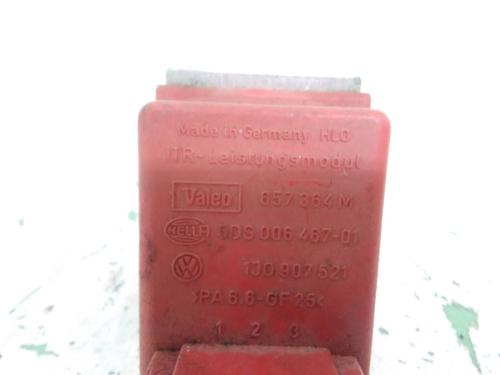 Made in Germany HLO
TR-Leistungsmodul
Valeo 657 364 M
HELLA 5DS 006 467-01
VW 1J0 907 521
>PA 6.6-GF 25<
1 2 3